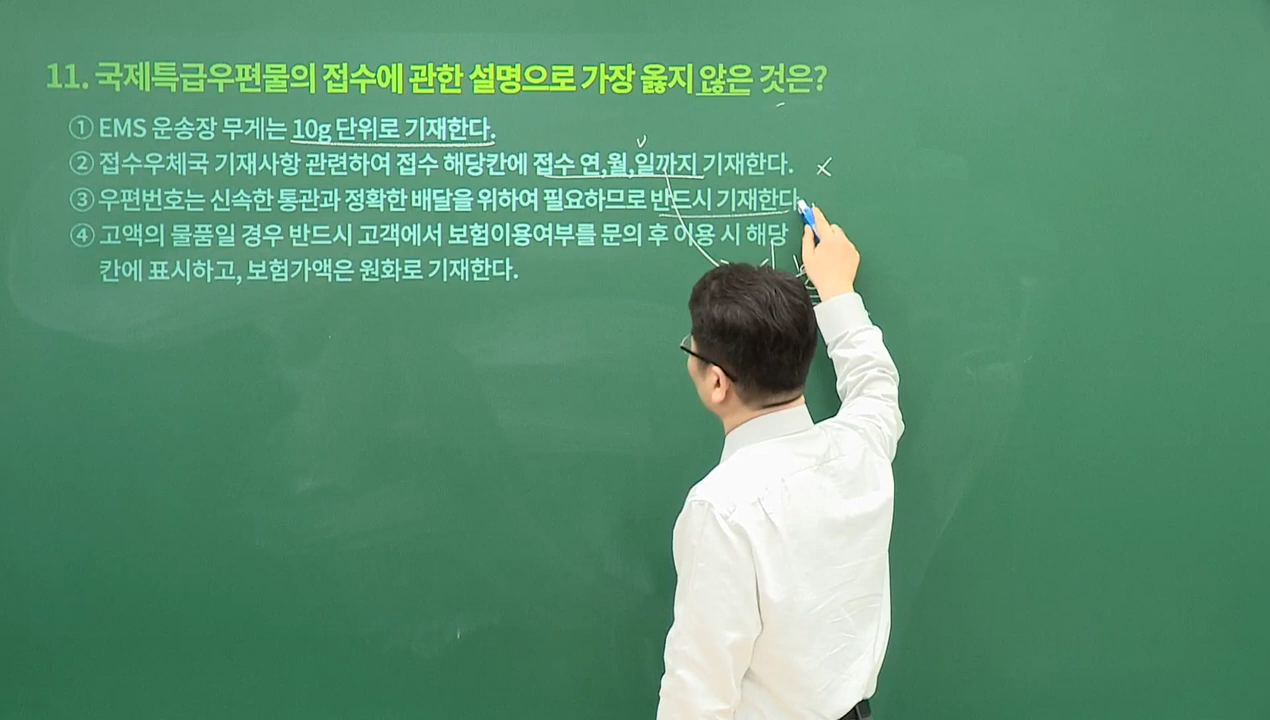 11. 국제특급우편물의 접수에 관한 설명으로 가장 옳지 않은 것은?
① EMS 운송장 무게는 10g 단위로 기재한다.
② 접수우체국 기재사항 관련하여 접수 해당칸에 접수 연,월,일까지 기재한다. ×
③ 우편번호는 신속한 통관과 정확한 배달을 위하여 필요하므로 반드시 기재한다.
④ 고액의 물품일 경우 반드시 고객에서 보험이용여부를 문의 후 이용 시 해당
칸에 표시하고, 보험가액은 원화로 기재한다.